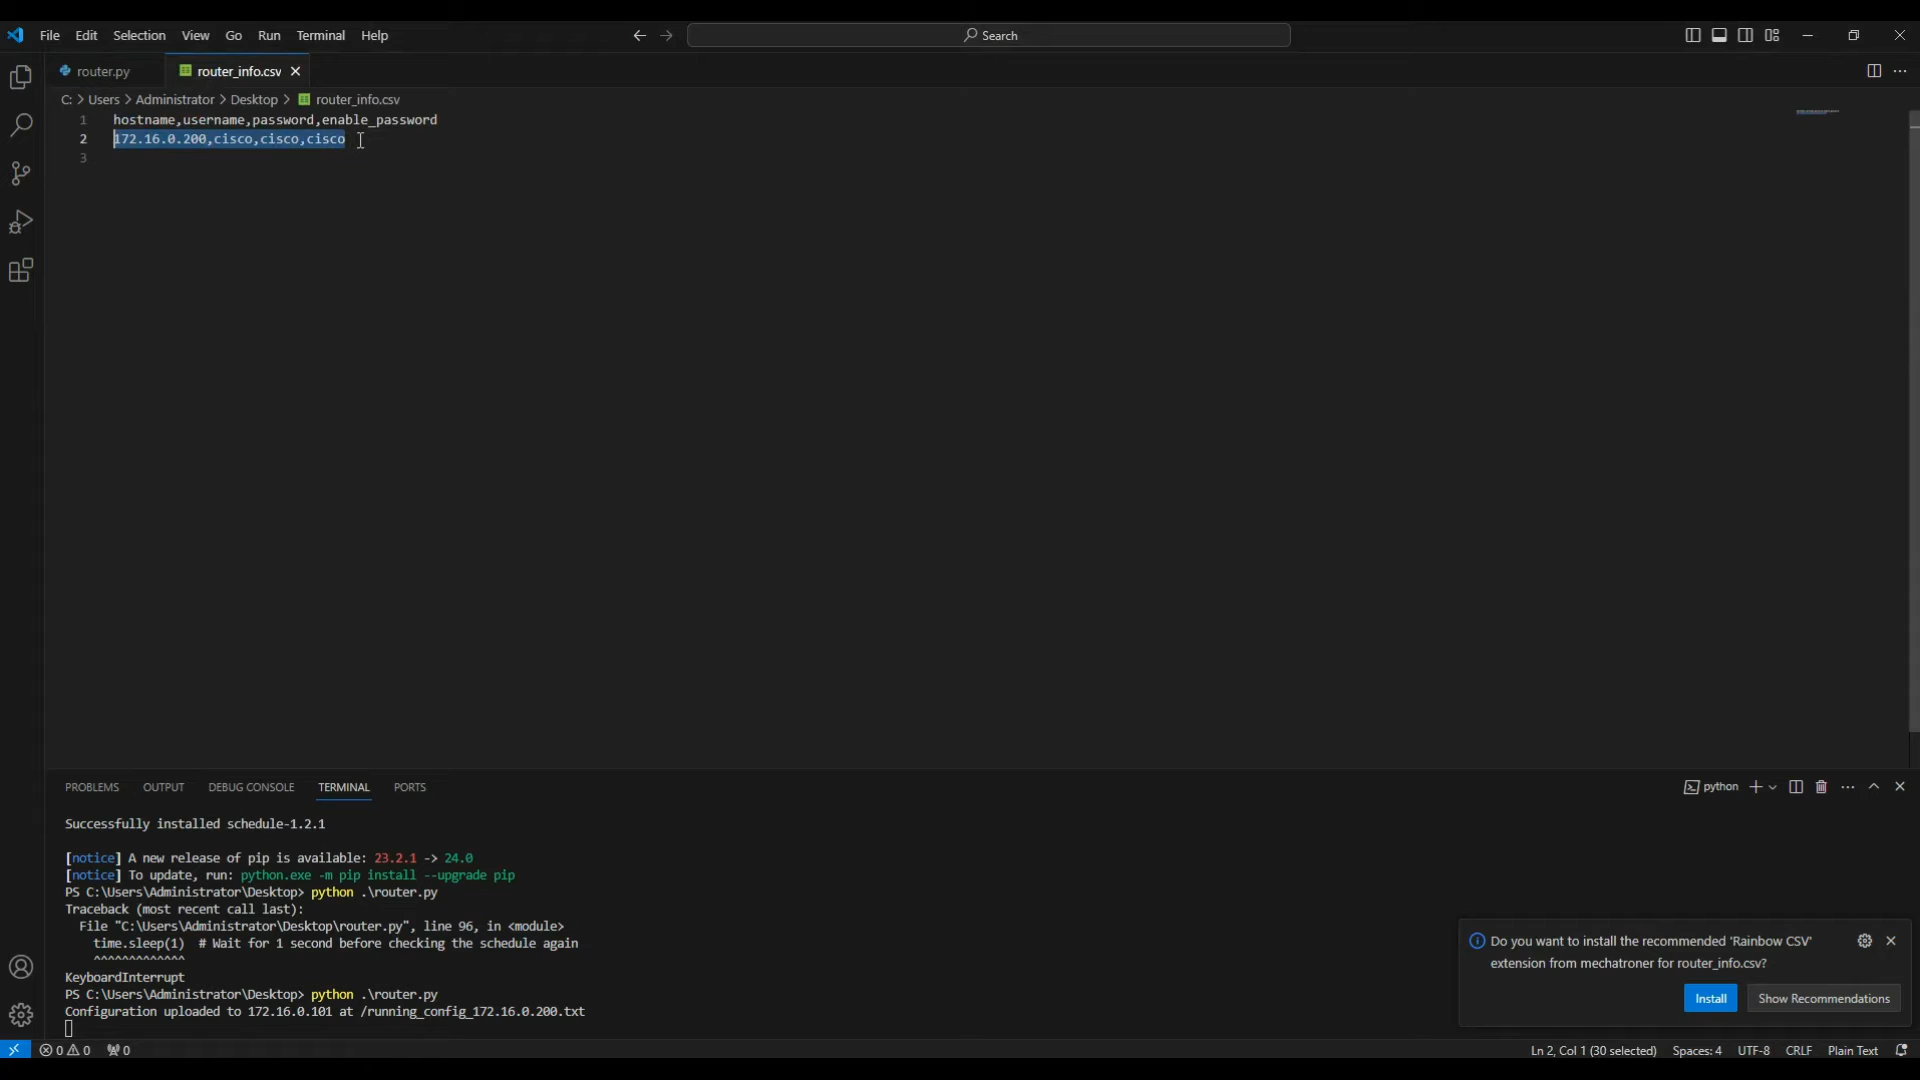 File Edit Selection View Go Run Terminal Help
Search
router.py
router_info.csv
C: > Users > Administrator > Desktop > router_info.csv
1 hostname,username,password,enable_password
2 172.16.0.200,cisco,cisco,cisco
3
PROBLEMS OUTPUT DEBUG CONSOLE TERMINAL PORTS
python
Successfully installed schedule-1.2.1
[notice] A new release of pip is available: 23.2.1 -> 24.0
[notice] To update, run: python.exe -m pip install --upgrade pip
PS C:\Users\Administrator\Desktop> python .\router.py
Traceback (most recent call last):
File "C:\Users\Administrator\Desktop\router.py", line 96, in <module>
time.sleep(1) # Wait for 1 second before checking the schedule again
^^^^^^^^^^^^^
KeyboardInterrupt
PS C:\Users\Administrator\Desktop> python .\router.py
Configuration uploaded to 172.16.0.101 at /running_config_172.16.0.200.txt
Do you want to install the recommended 'Rainbow CSV'
extension from mechatroner for router_info.csv?
Install
Show Recommendations
0 0 0
Ln 2, Col 1 (30 selected) Spaces: 4 UTF-8 CRLF Plain Text